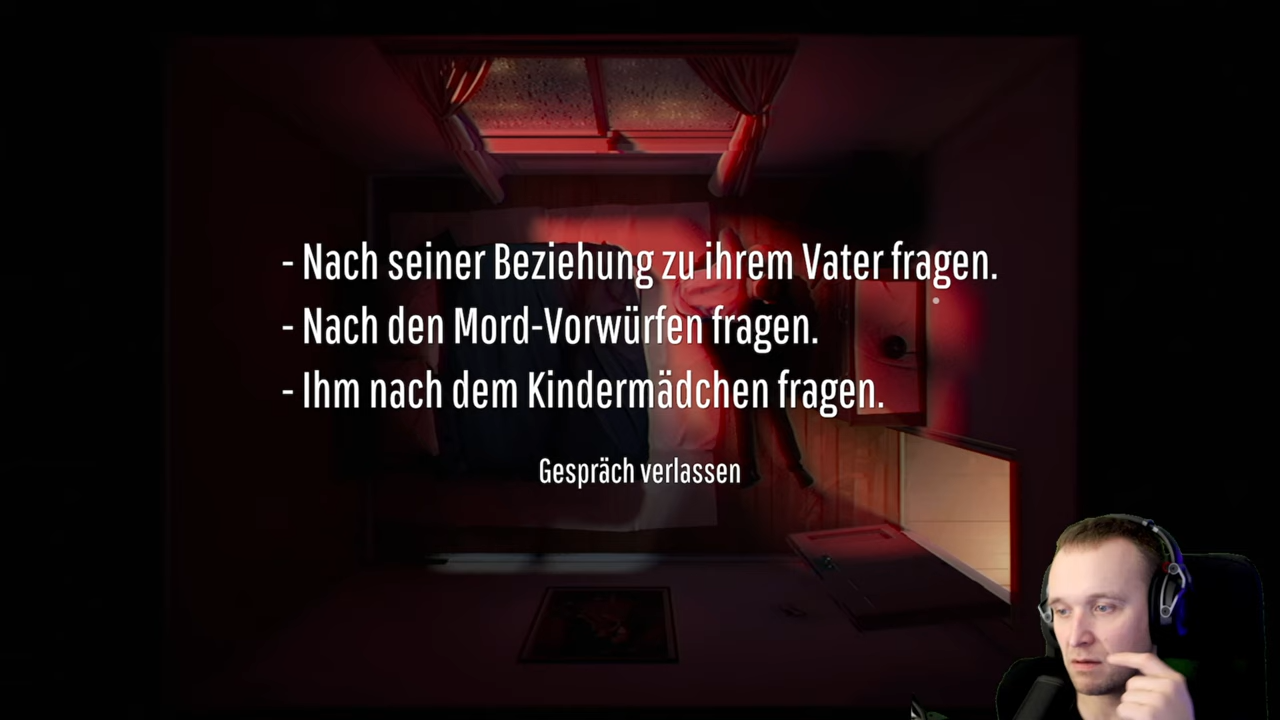 - Nach seiner Beziehung zu ihrem Vater fragen.
- Nach den Mord-Vorwürfen fragen.
- Ihm nach dem Kindermädchen fragen.
Gespräch verlassen